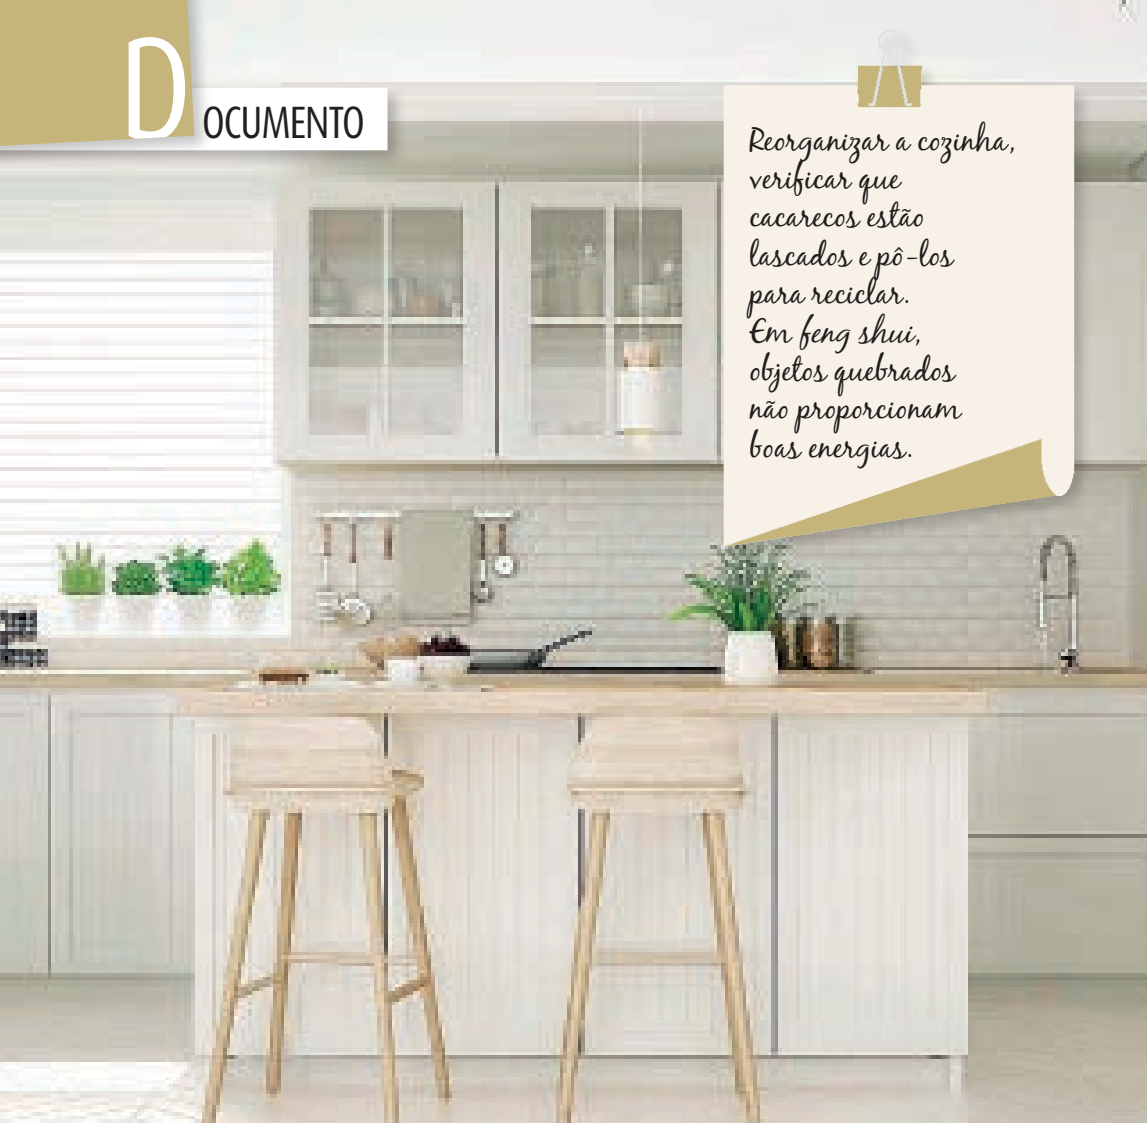 DOCUMENTO
Reorganizar a cozinha,
verificar que
cacarecos estão
lascados e pô-los
para reciclar.
Em feng shui,
objetos quebrados
não proporcionam
boas energias.